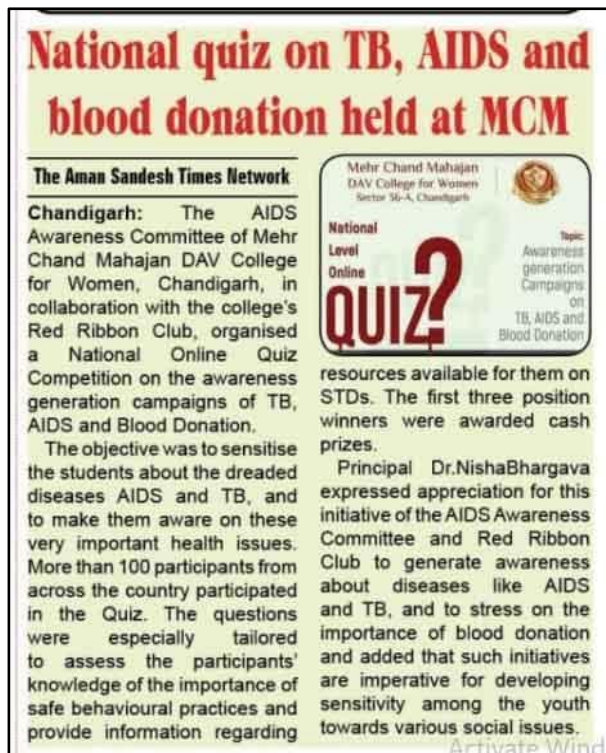 National quiz on TB, AIDS and
blood donation held at MCM
The Aman Sandesh Times Network
Chandigarh: The AIDS
Awareness Committee of Mehr
Chand Mahajan DAV College
for Women, Chandigarh, in
collaboration with the college's
Red Ribbon Club, organised
a National Online Quiz
Competition on the awareness
generation campaigns of TB,
AIDS and Blood Donation.
The objective was to sensitise
the students about the dreaded
diseases AIDS and TB, and
to make them aware on these
very important health issues.
More than 100 participants from
across the country participated
in the Quiz. The questions
were especially tailored
to assess the participants'
knowledge of the importance of
safe behavioural practices and
provide information regarding
Mehr Chand Mahajan
DAV College for Women
Sector 36-A, Chandigarh
National
Level
Online
QUIZ?
Topic:
Awareness
generation
Campaigns
on
TB, AIDS and
Blood Donation
resources available for them on
STDs. The first three position
winners were awarded cash
prizes.
Principal Dr.NishaBhargava
expressed appreciation for this
initiative of the AIDS Awareness
Committee and Red Ribbon
Club to generate awareness
about diseases like AIDS
and TB, and to stress on the
importance of blood donation
and added that such initiatives
are imperative for developing
sensitivity among the youth
towards various social issues.
Activate Wind